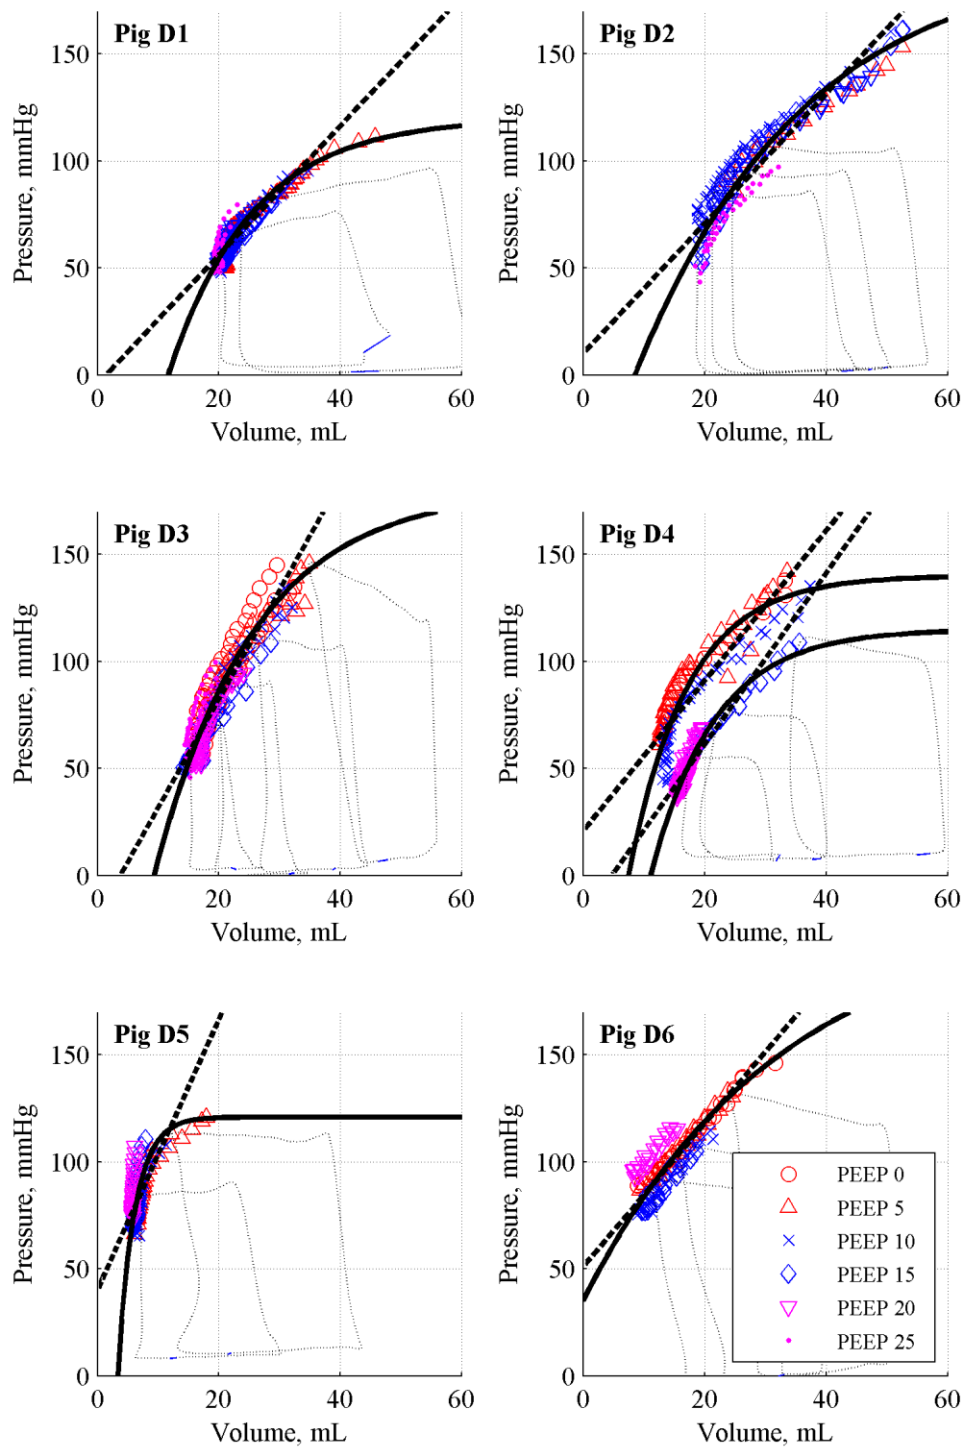 Pig D1
Pressure, mmHg
150
100
50
0
0 20 40 60
Volume, mL
Pig D2
Pressure, mmHg
150
100
50
0
0 20 40 60
Volume, mL
Pig D3
Pressure, mmHg
150
100
50
0
0 20 40 60
Volume, mL
Pig D4
Pressure, mmHg
150
100
50
0
0 20 40 60
Volume, mL
Pig D5
Pressure, mmHg
150
100
50
0
0 20 40 60
Volume, mL
Pig D6
Pressure, mmHg
150
100
50
0
0 20 40 60
Volume, mL
PEEP 0
PEEP 5
PEEP 10
PEEP 15
PEEP 20
PEEP 25